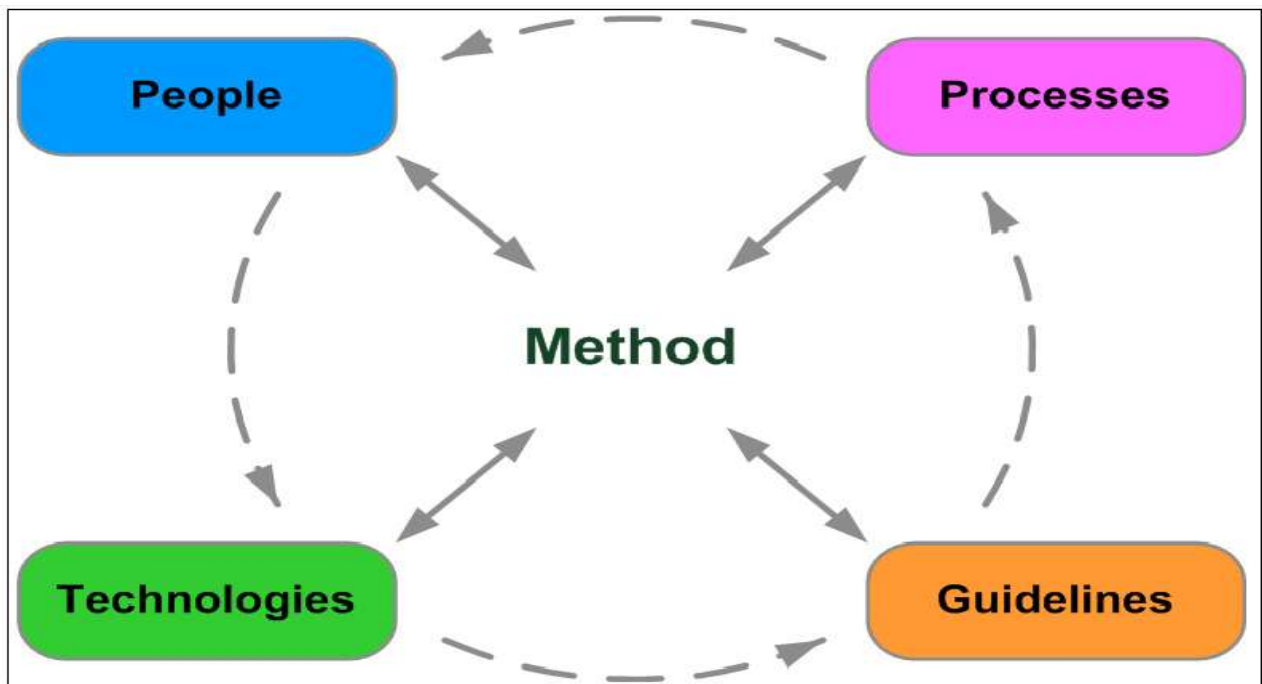 People
Processes
Method
Technologies
Guidelines